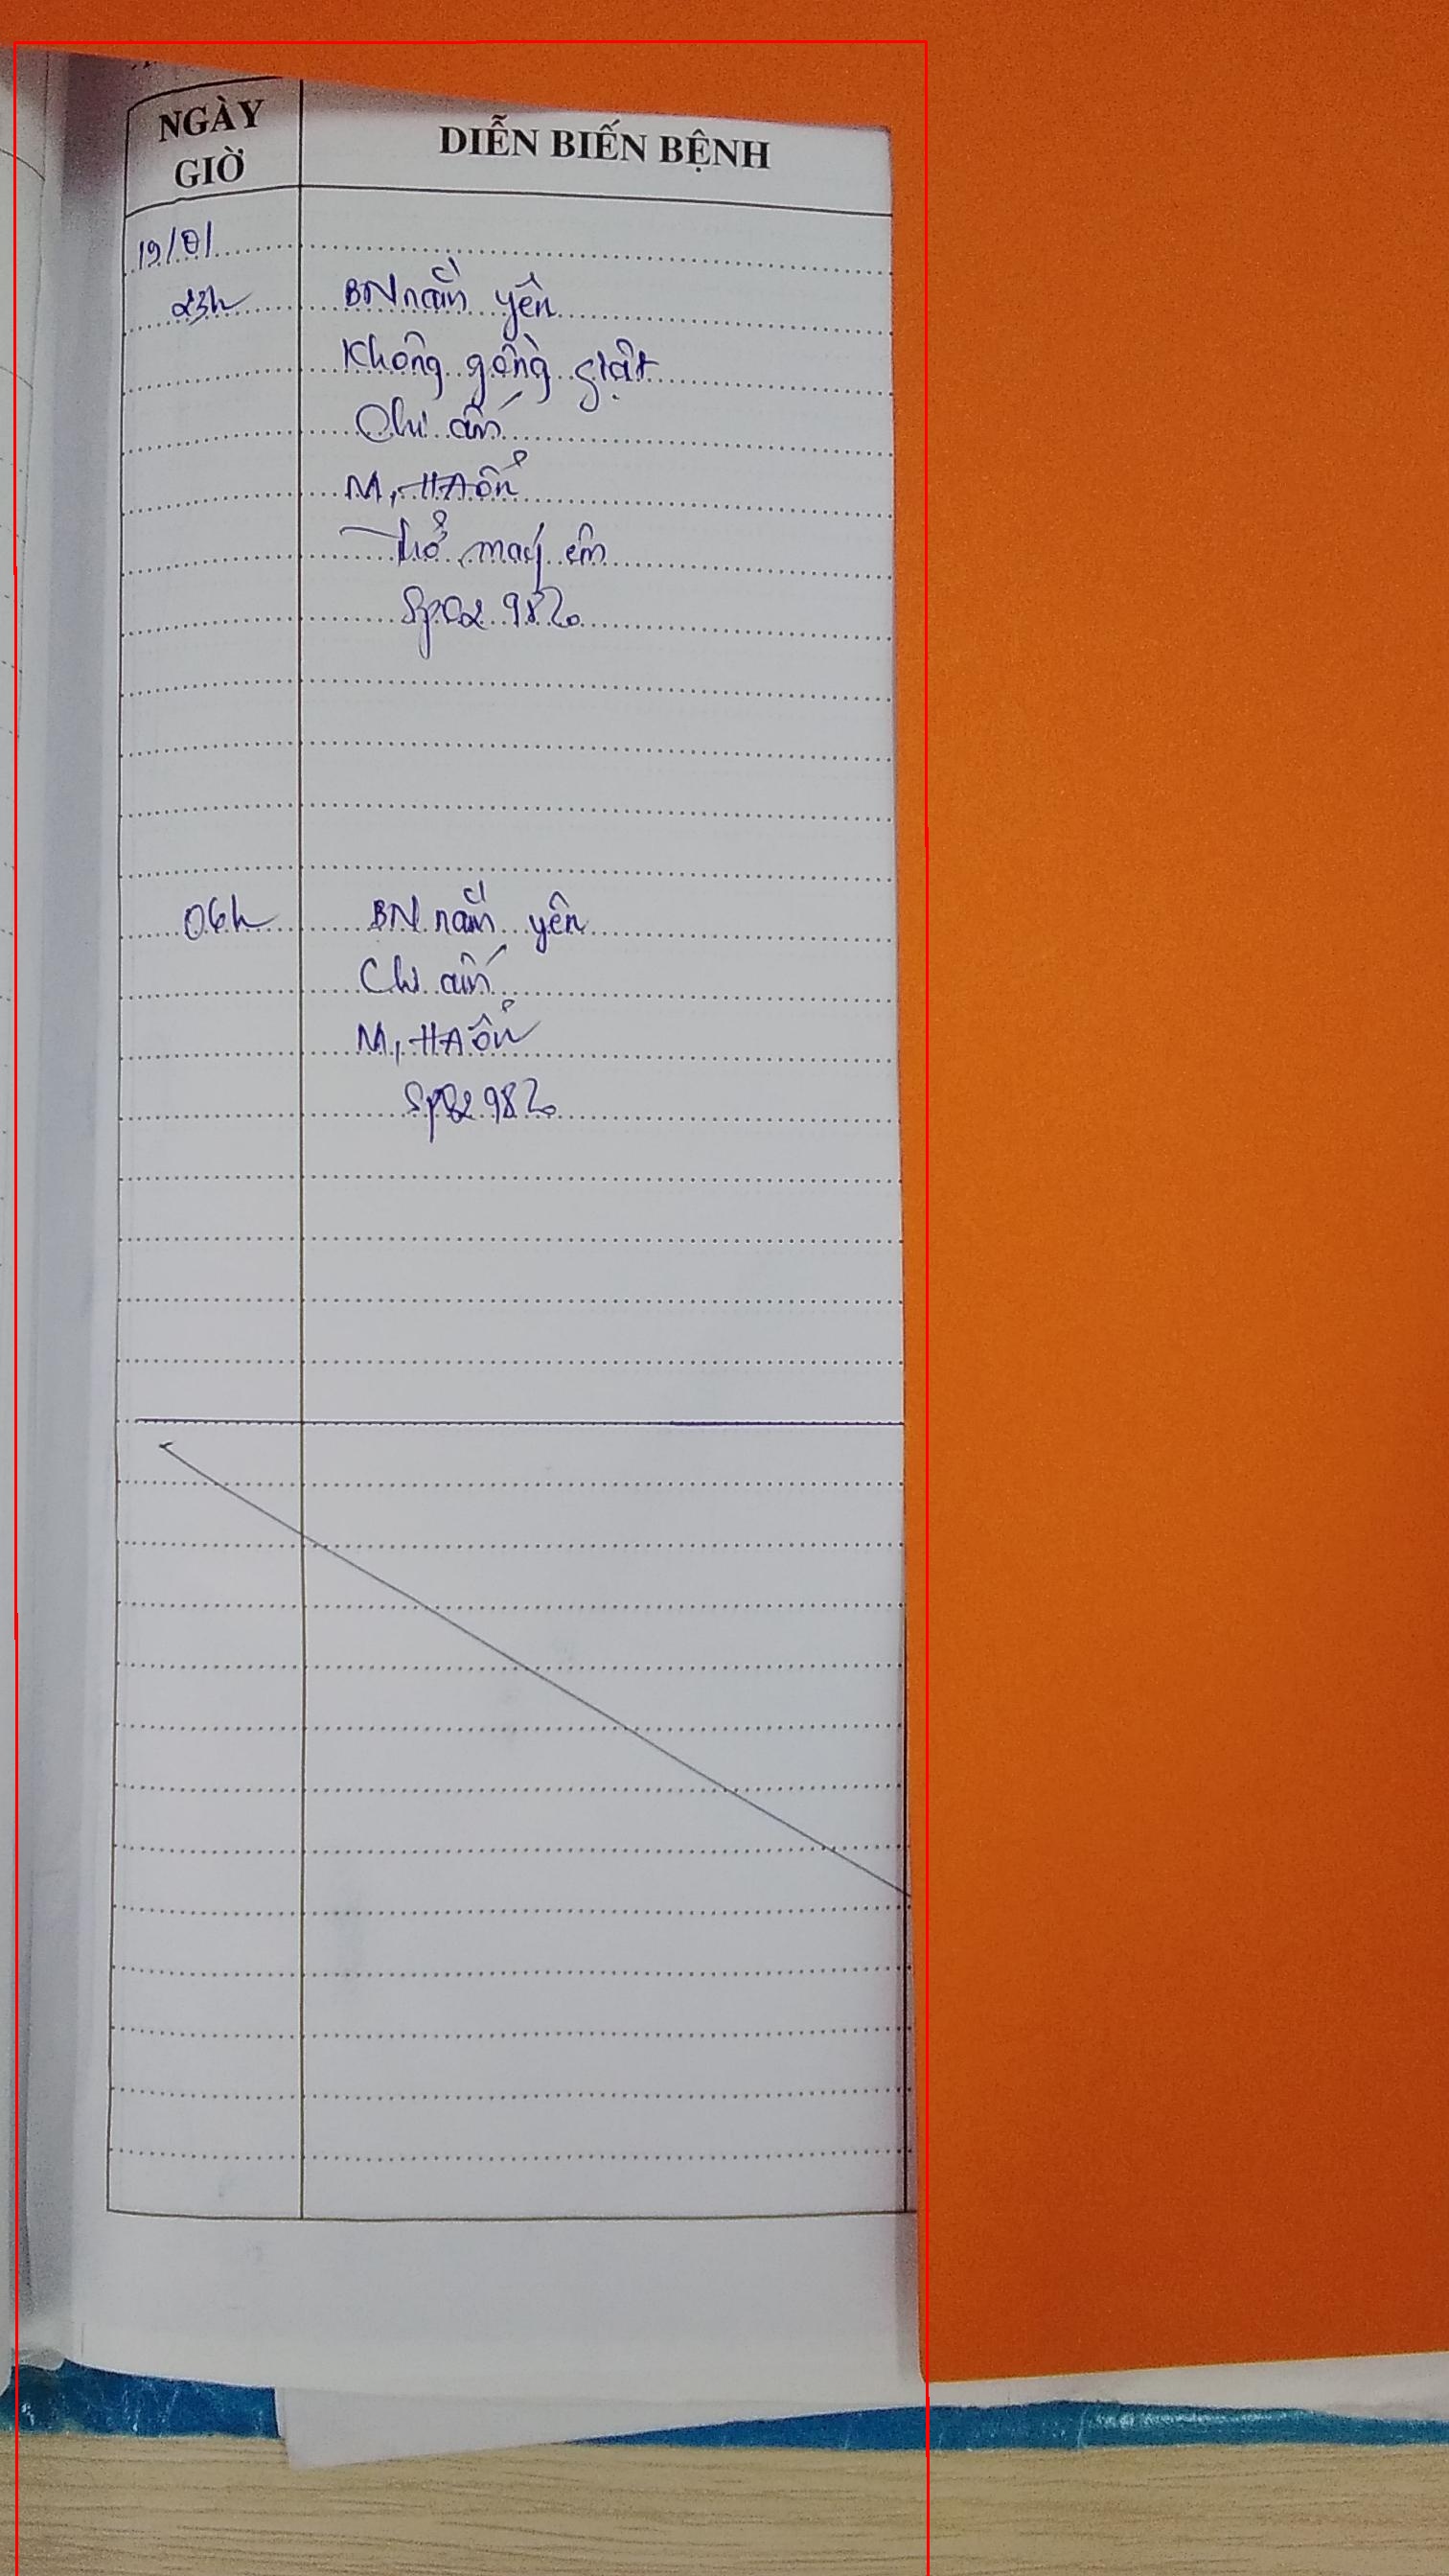 NGÀY
GIỜ
DIỄN BIẾN BỆNH
19/01
23h BN nằm yên
Không gồng giật
Chi ấm
M, HA ổn
Thở máy êm
SpO2 98%
06h BN nằm yên
Chi ấm
M, HA ổn
SpO2 98%